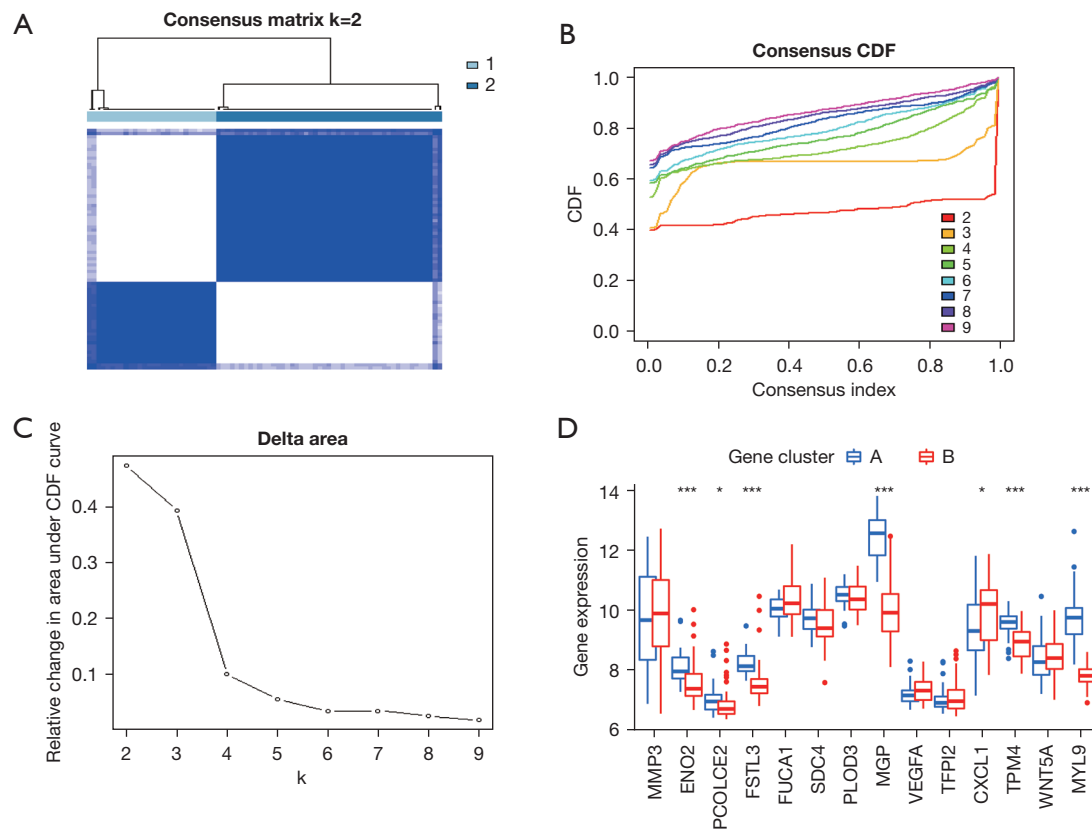 A
Consensus matrix k=2
1
2
B
Consensus CDF
CDF
1.0
0.8
0.6
0.4
0.2
0.0
2
3
4
5
6
7
8
9
0.0 0.2 0.4 0.6 0.8 1.0
Consensus index
C
Delta area
Relative change in area under CDF curve
0.4
0.3
0.2
0.1
2 3 4 5 6 7 8 9
k
D
Gene cluster A B
Gene expression
14
12
10
8
6
*** * *** *** * *** ***
MMP3
ENO2
PCOLCE2
FSTL3
FUCA1
SDC4
PLOD3
MGP
VEGFA
TFPI2
CXCL1
TPM4
WNT5A
MYL9